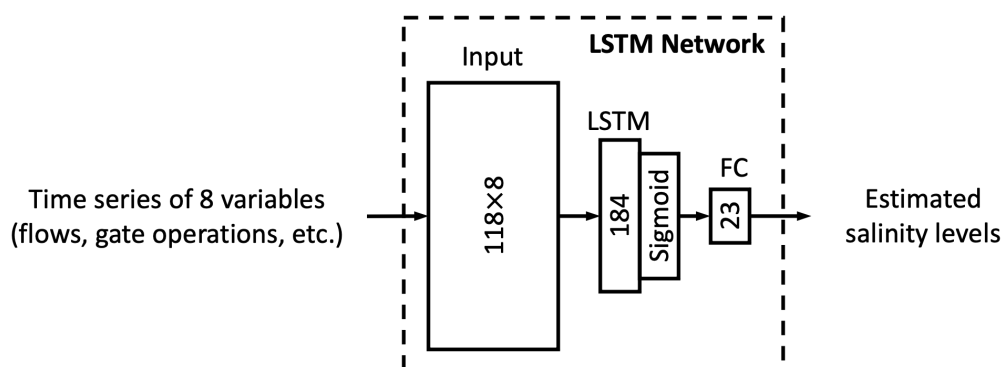 LSTM Network
Input
LSTM
FC
Time series of 8 variables
(flows, gate operations, etc.)
118×8
184
Sigmoid
23
Estimated
salinity levels